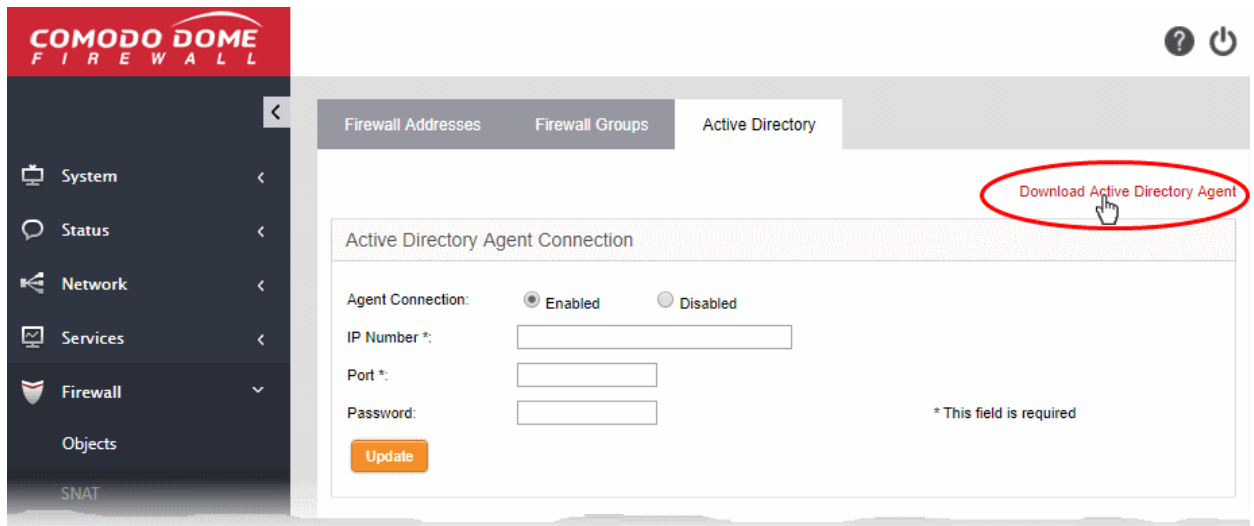 COMODO DOME
FIREWALL
?
Firewall Addresses
Firewall Groups
Active Directory
System
Download Active Directory Agent
Status
Active Directory Agent Connection
Network
Agent Connection:
Enabled
Disabled
Services
IP Number *:
Firewall
Port *:
Password:
* This field is required
Objects
Update
SNAT